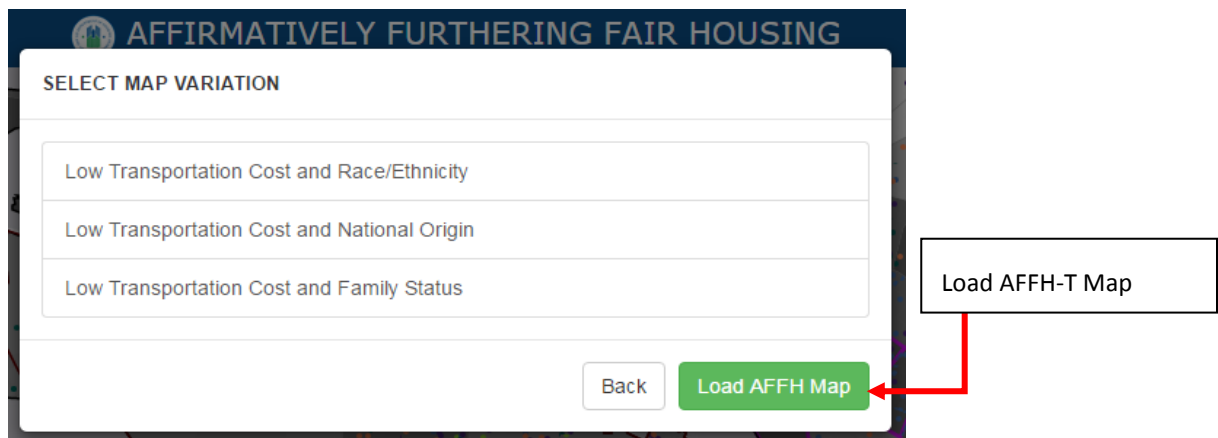 AFFIRMATIVELY FURTHERING FAIR HOUSING
SELECT MAP VARIATION
Low Transportation Cost and Race/Ethnicity
Low Transportation Cost and National Origin
Low Transportation Cost and Family Status
Load AFFH-T Map
Back
Load AFFH Map